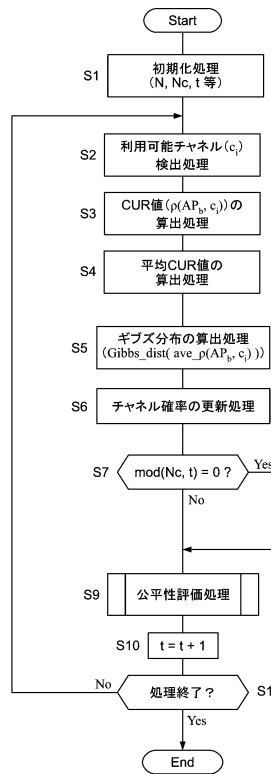 Start
S1
初期化処理
(N, Nc, t 等)
S2
利用可能チャネル(ci)
検出処理
S3
CUR値(ρ(APb, ci))の
算出処理
S4
平均CUR値の
算出処理
S5
ギブズ分布の算出処理
(Gibbs_dist( ave_ρ(APb, ci) ))
S6
チャネル確率の更新処理
S7
mod(Nc, t) = 0 ?
Yes
No
S9
公平性評価処理
S10
t = t + 1
No
処理終了？
S1
Yes
End